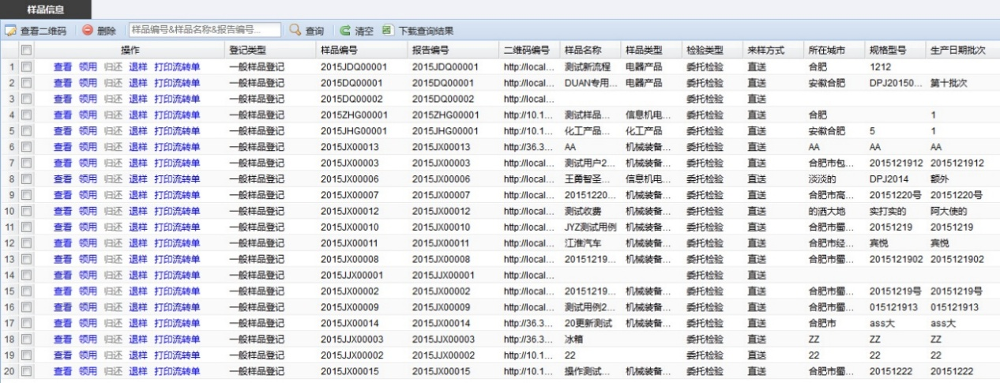 样品信息
查看二维码 删除 样品编号&样品名称&报告编号... 查询 清空 下载查询结果
操作 登记类型 样品编号 报告编号 二维码编号 样品名称 样品类型 检验类型 来样方式 所在城市 规格型号 生产日期批次
1 查看 领用 归还 退样 打印流转单 一般样品登记 2015JDQ00001 2015JDQ00001 http://local... 测试新流程 电器产品 委托检验 直送 合肥 1212
2 查看 领用 归还 退样 打印流转单 一般样品登记 2015DQ00001 2015DQ00001 http://local... DUAN专用... 电器产品 委托检验 直送 安徽合肥 DPJ20150... 第十批次
3 查看 领用 归还 退样 打印流转单 一般样品登记 2015DQ00002 2015DQ00002 http://local... 委托检验 直送
4 查看 领用 归还 退样 打印流转单 一般样品登记 2015ZHG00001 2015ZHG00001 http://10.1... 测试样品... 信息机电... 委托检验 直送 合肥 1
5 查看 领用 归还 退样 打印流转单 一般样品登记 2015JHG00001 2015JHG00001 http://10.1... 化工产品... 化工产品 委托检验 直送 安徽合肥 5 1
6 查看 领用 归还 退样 打印流转单 一般样品登记 2015JX00013 2015JX00013 http://36.3... AA 机械装备... 委托检验 直送 AA AA AA
7 查看 领用 归还 退样 打印流转单 一般样品登记 2015JX00003 2015JX00003 http://local... 测试用户2... 机械装备... 委托检验 直送 合肥市包... 2015121912 2015121912
8 查看 领用 归还 退样 打印流转单 一般样品登记 2015JX00006 2015JX00006 http://local... 王勇智圣... 信息机电... 委托检验 直送 淡淡的 DPJ2014 额外
9 查看 领用 归还 退样 打印流转单 一般样品登记 2015JX00007 2015JX00007 http://local... 20151220... 机械装备... 委托检验 直送 合肥市高... 20151220号 20151220号
10 查看 领用 归还 退样 打印流转单 一般样品登记 2015JX00012 2015JX00012 http://local... 测试收费 机械装备... 委托检验 直送 的洒大地 实打实的 阿大使的
11 查看 领用 归还 退样 打印流转单 一般样品登记 2015JX00010 2015JX00010 http://local... JYZ测试用例 机械装备... 委托检验 直送 合肥市蜀... 20151219 20151219
12 查看 领用 归还 退样 打印流转单 一般样品登记 2015JX00011 2015JX00011 http://local... 江淮汽车 机械装备... 委托检验 直送 合肥市经... 宾悦 宾悦
13 查看 领用 归还 退样 打印流转单 一般样品登记 2015JX00008 2015JX00008 http://local... 20151219... 机械装备... 委托检验 直送 合肥市蜀... 2015121902 2015121902
14 查看 领用 归还 退样 打印流转单 一般样品登记 2015JJX00001 2015JJX00001 http://local... 委托检验 直送
15 查看 领用 归还 退样 打印流转单 一般样品登记 2015JX00002 2015JX00002 http://local... 20151219... 机械装备... 委托检验 直送 合肥市蜀... 20151219号 20151219号
16 查看 领用 归还 退样 打印流转单 一般样品登记 2015JX00009 2015JX00009 http://local... 测试用例2... 机械装备... 委托检验 直送 合肥市蜀... 015121913 015121913
17 查看 领用 归还 退样 打印流转单 一般样品登记 2015JX00014 2015JX00014 http://36.3... 20更新测试 机械装备... 委托检验 直送 合肥市 ass大 ass大
18 查看 领用 归还 退样 打印流转单 一般样品登记 2015JJX00003 2015JJX00003 http://36.3... 冰箱 委托检验 直送 ZZ ZZ ZZ
19 查看 领用 归还 退样 打印流转单 一般样品登记 2015JJX00002 2015JJX00002 http://10.1... 22 委托检验 直送 22 22 22
20 查看 领用 归还 退样 打印流转单 一般样品登记 2015JX00015 2015JX00015 http://10.1... 操作测试... 机械装备... 委托检验 直送 合肥市蜀... 20151222 20151222